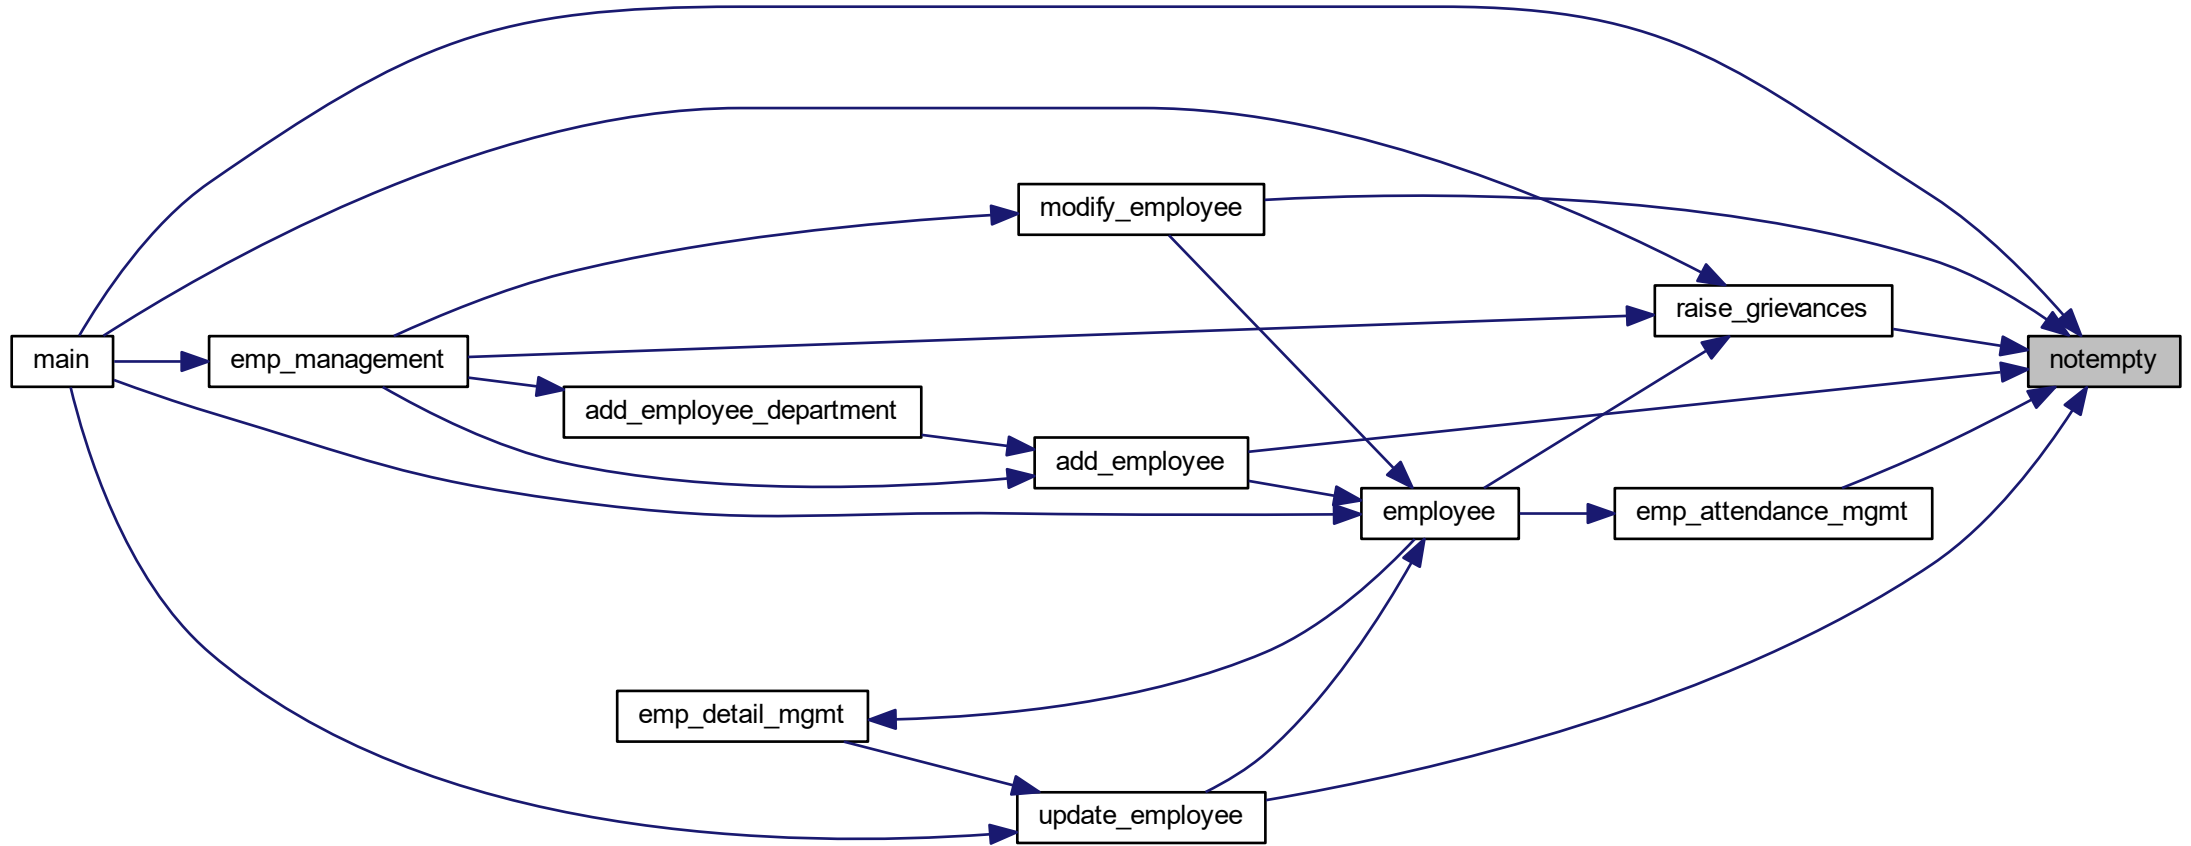 modify_employee
raise_grievances
main
emp_management
notempty
add_employee_department
add_employee
employee
emp_attendance_mgmt
emp_detail_mgmt
update_employee